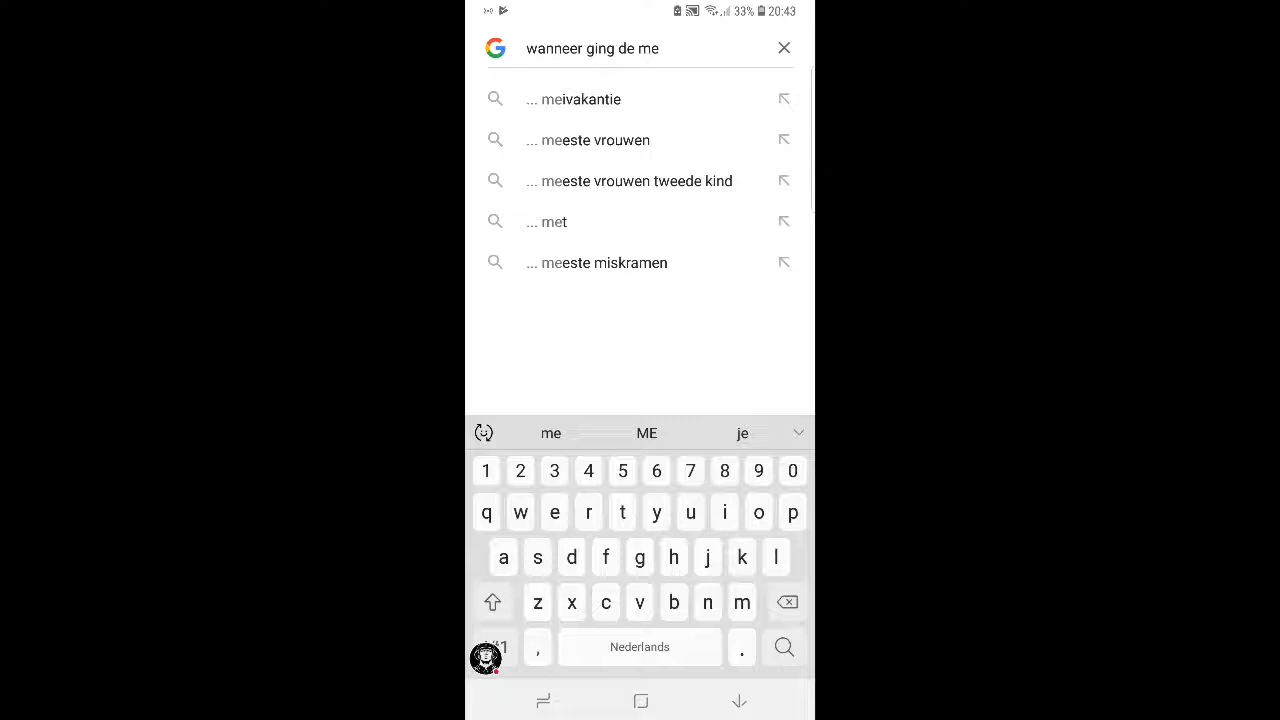 33% 20:43
wanneer ging de me
... meivakantie
... meeste vrouwen
... meeste vrouwen tweede kind
... met
... meeste miskramen
me ME je
1 2 3 4 5 6 7 8 9 0
q w e r t y u i o p
a s d f g h j k l
z x c v b n m
, Nederlands .